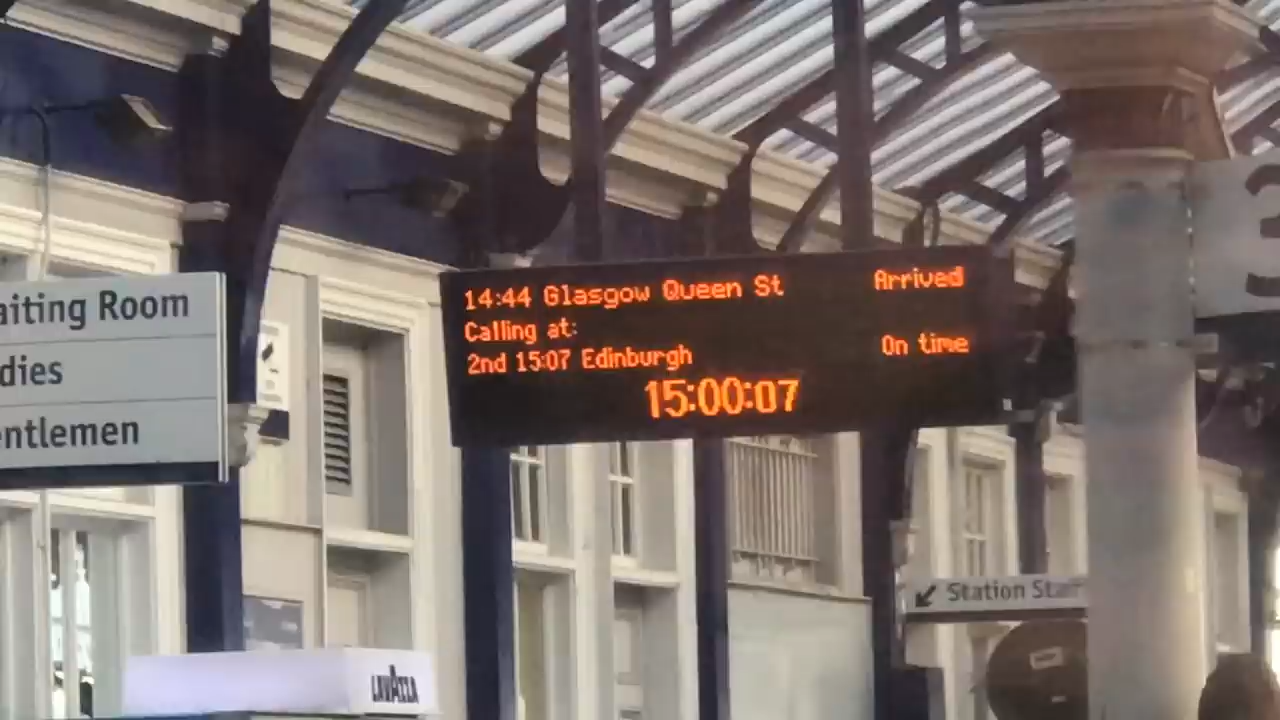 aiting Room
dies
entlemen
14:44 Glasgow Queen St Arrived
Calling at:
2nd 15:07 Edinburgh On time
15:00:07
3
Station Stair
LAVAZZA